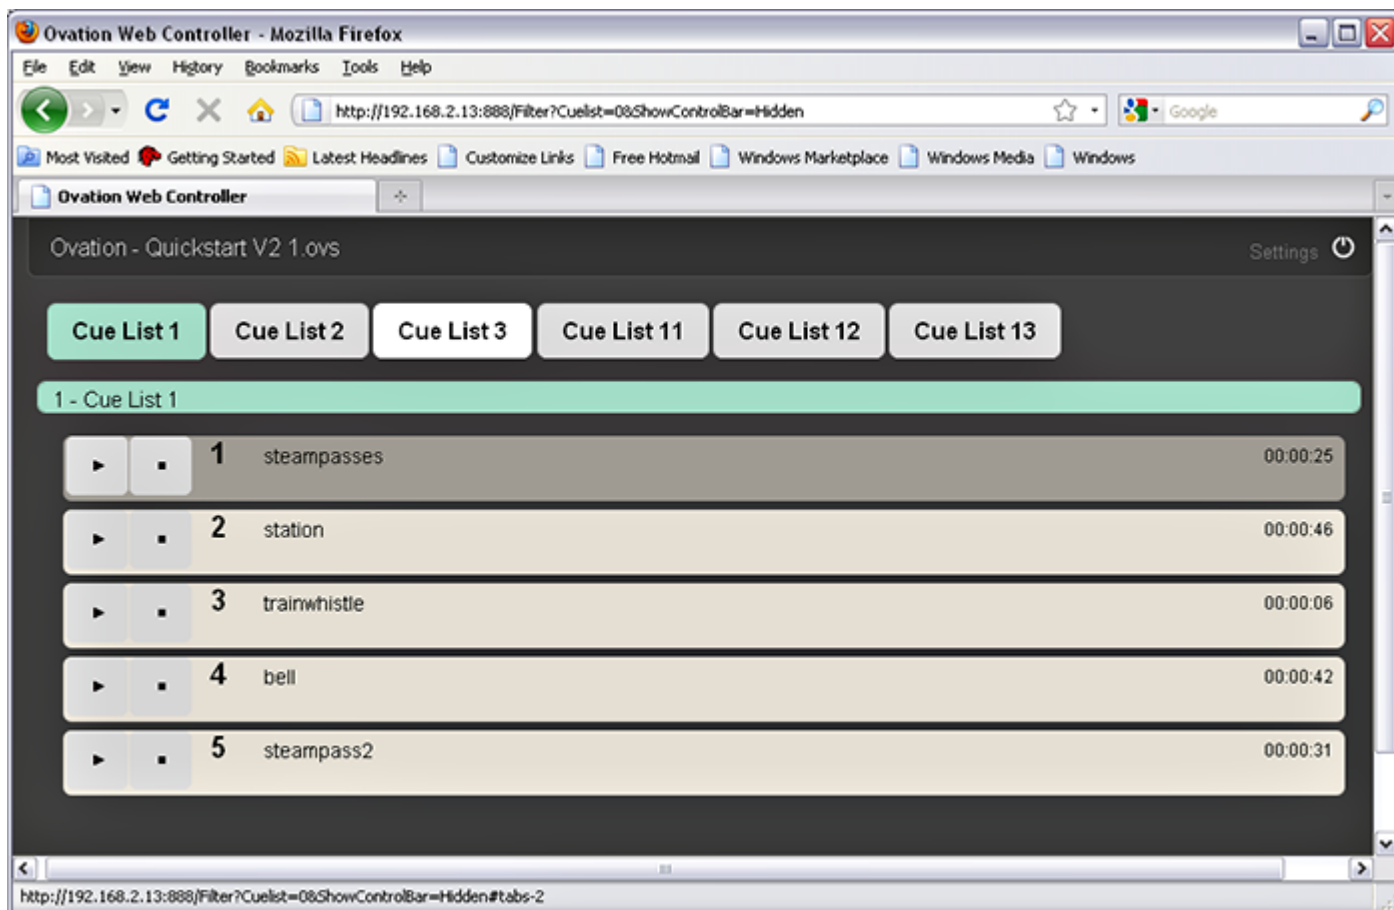 Ovation Web Controller - Mozilla Firefox
File Edit View History Bookmarks Tools Help
http://192.168.2.13:888/Filter?Cuelist=0&ShowControlBar=Hidden Google
Most Visited Getting Started Latest Headlines Customize Links Free Hotmail Windows Marketplace Windows Media Windows
Ovation Web Controller
Ovation - Quickstart V2 1.ovs Settings
Cue List 1 Cue List 2 Cue List 3 Cue List 11 Cue List 12 Cue List 13
1 - Cue List 1
1 steampasses 00:00:25
2 station 00:00:46
3 trainwhistle 00:00:06
4 bell 00:00:42
5 steampass2 00:00:31
http://192.168.2.13:888/Filter?Cuelist=0&ShowControlBar=Hidden#tabs-2